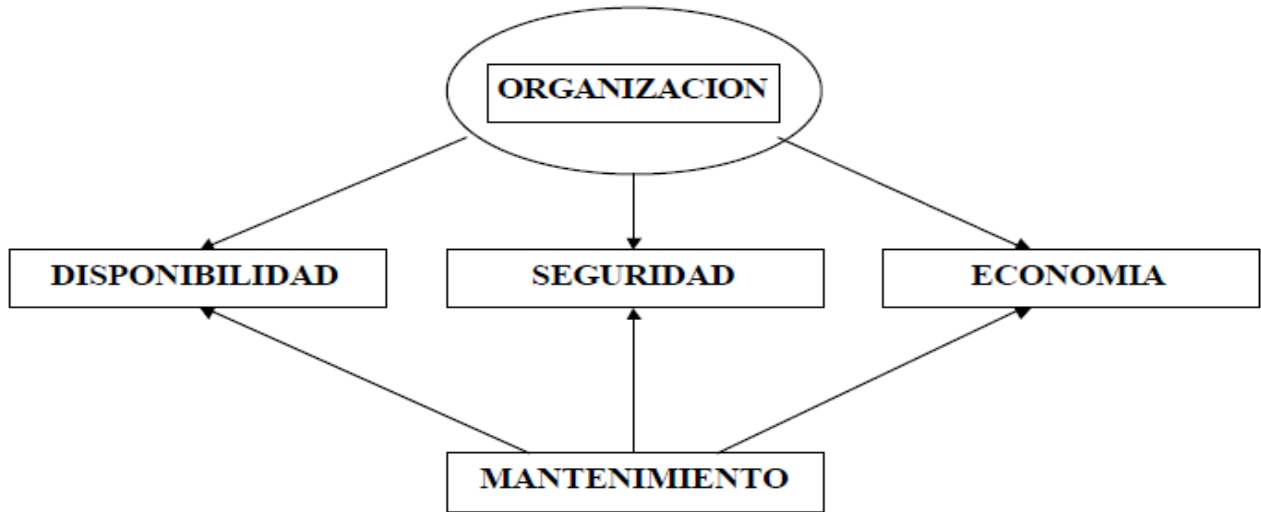 ORGANIZACION
DISPONIBILIDAD
SEGURIDAD
ECONOMIA
MANTENIMIENTO